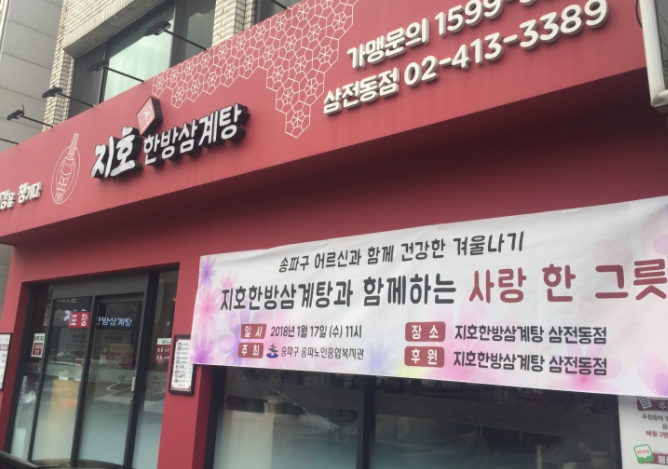 가맹문의 1599-
삼전동점 02-413-3389
지호 한방삼계탕
송파구 어르신과 함께 건강한 겨울나기
지호한방삼계탕과 함께하는 사랑 한 그릇
일 시 2018년 1월 17일 (수) 11시
장 소 지호한방삼계탕 삼전동점
주 최 송파구 송파노인종합복지관
후 원 지호한방삼계탕 삼전동점
포장
한방삼계탕